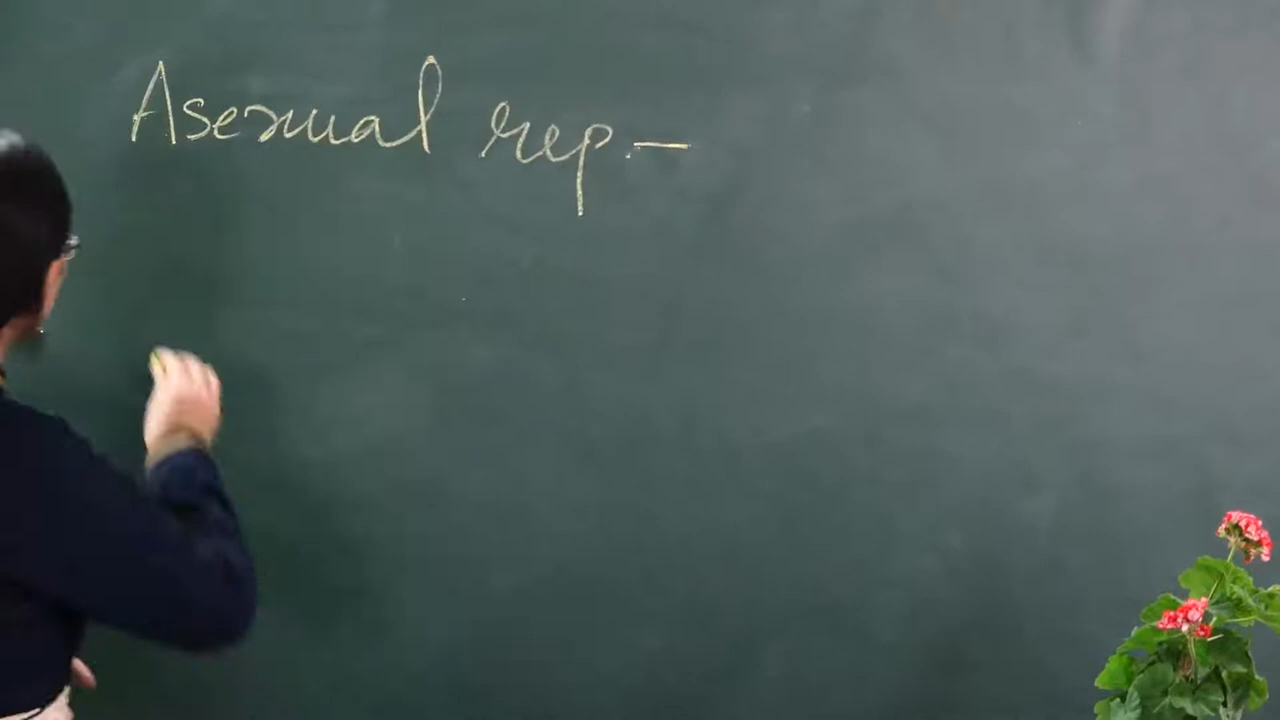 Asexual rep. —